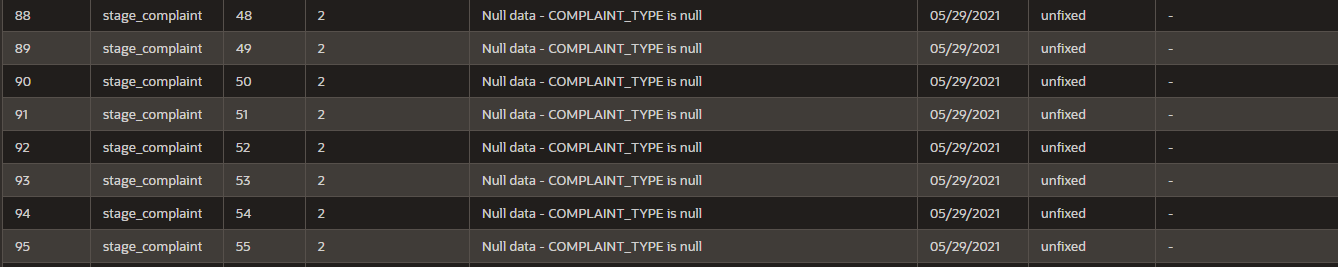 88 stage_complaint 48 2 Null data - COMPLAINT_TYPE is null 05/29/2021 unfixed -
89 stage_complaint 49 2 Null data - COMPLAINT_TYPE is null 05/29/2021 unfixed -
90 stage_complaint 50 2 Null data - COMPLAINT_TYPE is null 05/29/2021 unfixed -
91 stage_complaint 51 2 Null data - COMPLAINT_TYPE is null 05/29/2021 unfixed -
92 stage_complaint 52 2 Null data - COMPLAINT_TYPE is null 05/29/2021 unfixed -
93 stage_complaint 53 2 Null data - COMPLAINT_TYPE is null 05/29/2021 unfixed -
94 stage_complaint 54 2 Null data - COMPLAINT_TYPE is null 05/29/2021 unfixed -
95 stage_complaint 55 2 Null data - COMPLAINT_TYPE is null 05/29/2021 unfixed -